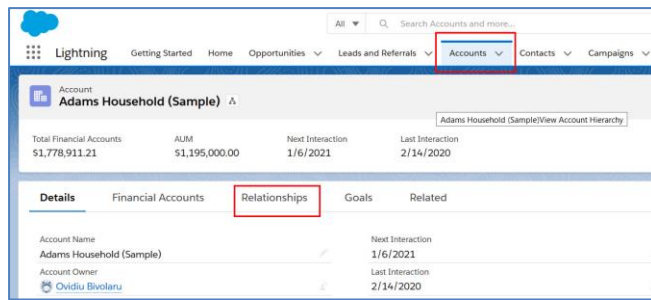 All Search Accounts and more...
Lightning Getting Started Home Opportunities Leads and Referrals Accounts Contacts Campaigns
Account
Adams Household (Sample)
Adams Household (Sample)View Account Hierarchy
Total Financial Accounts AUM Next Interaction Last Interaction
$1,778,911.21 $1,195,000.00 1/6/2021 2/14/2020
Details Financial Accounts Relationships Goals Related
Account Name Next Interaction
Adams Household (Sample) 1/6/2021
Account Owner Last Interaction
Ovidiu Bivolaru 2/14/2020